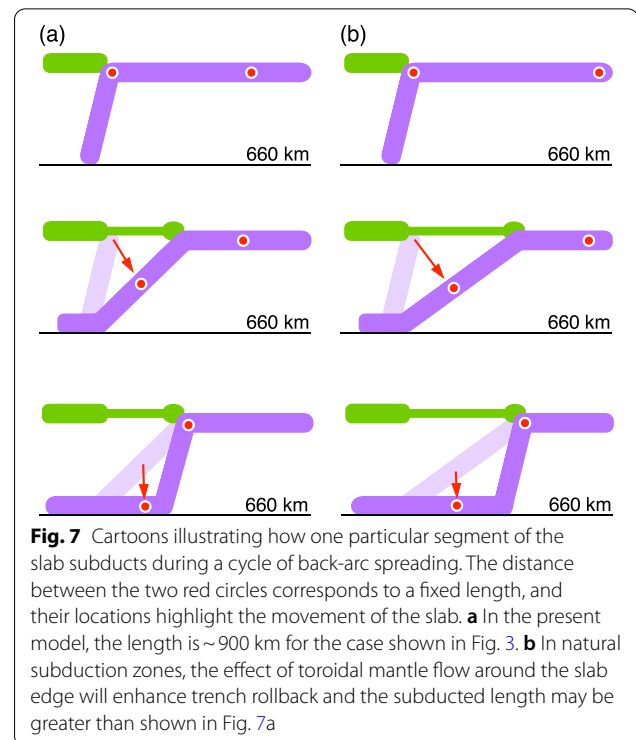 (a) (b)
660 km 660 km
660 km 660 km
660 km 660 km
Fig. 7 Cartoons illustrating how one particular segment of the
slab subducts during a cycle of back-arc spreading. The distance
between the two red circles corresponds to a fixed length, and
their locations highlight the movement of the slab. a In the present
model, the length is ~ 900 km for the case shown in Fig. 3. b In natural
subduction zones, the effect of toroidal mantle flow around the slab
edge will enhance trench rollback and the subducted length may be
greater than shown in Fig. 7a